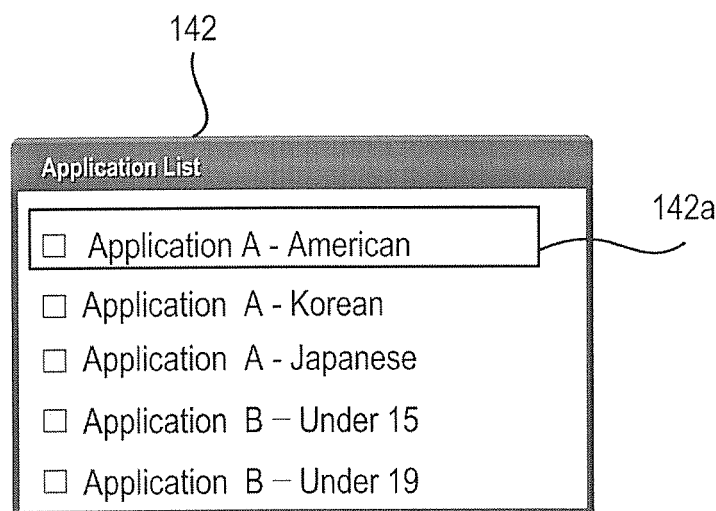 142
Application List
142a
Application A - American
Application A - Korean
Application A - Japanese
Application B – Under 15
Application B – Under 19